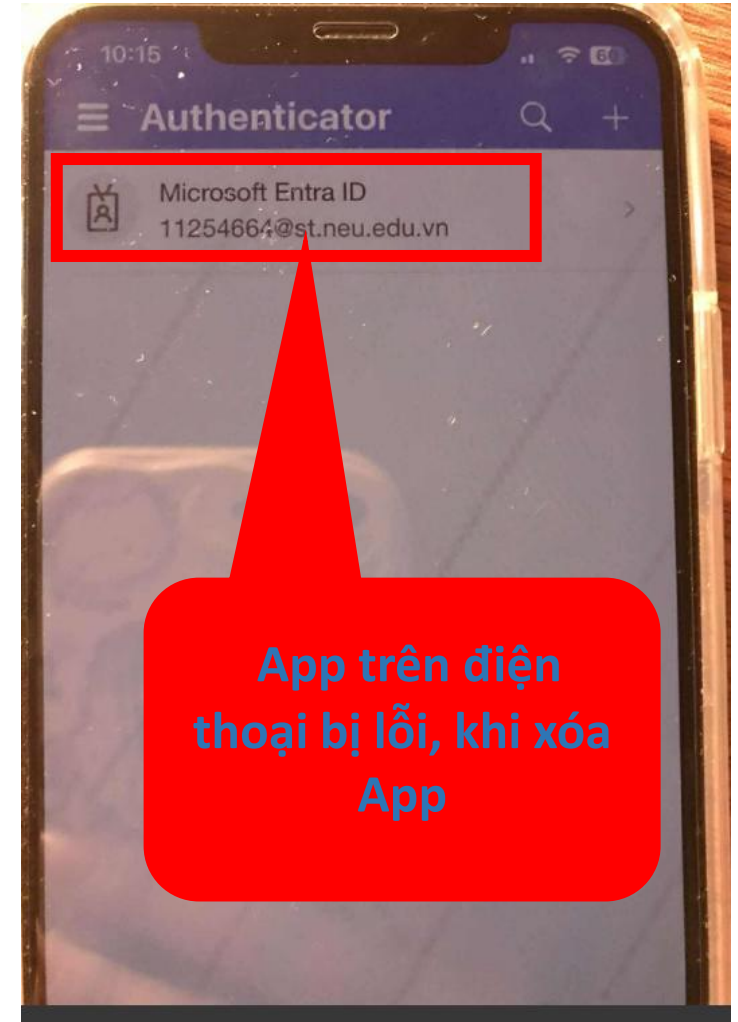 10:15
60
Authenticator
Microsoft Entra ID
11254664@st.neu.edu.vn
App trên điện
thoại bị lỗi, khi xóa
App